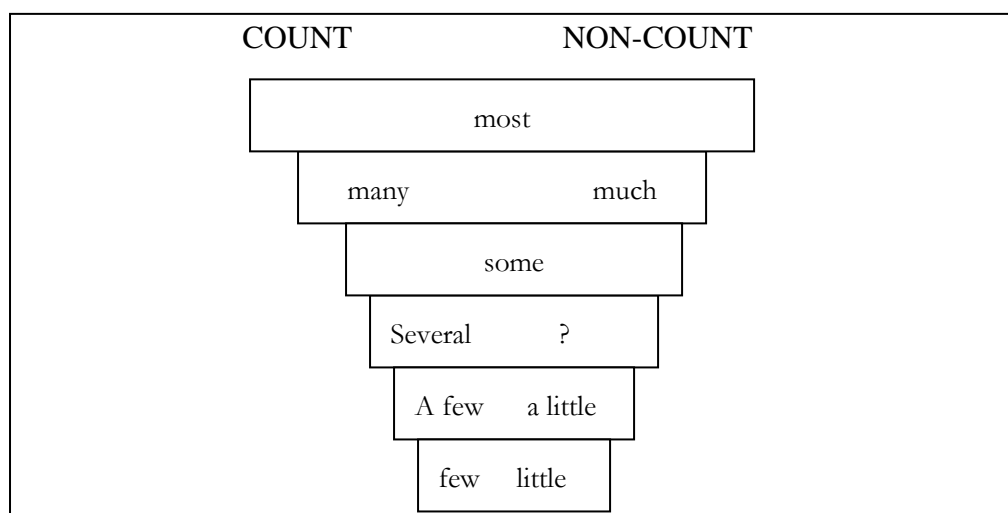 COUNT NON-COUNT
most
many much
some
Several ?
A few a little
few little